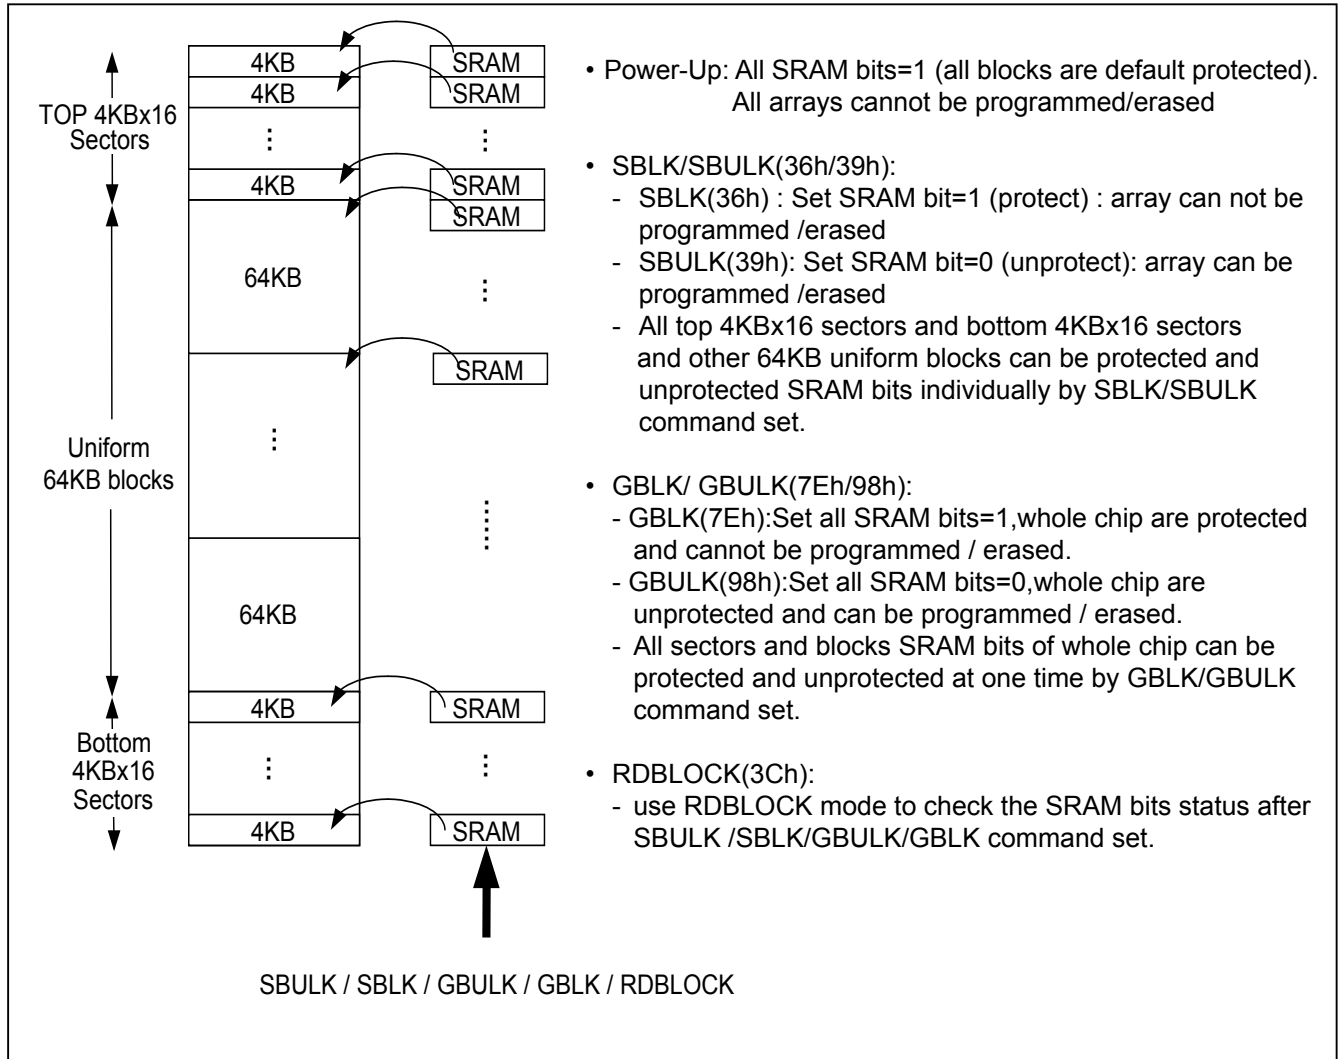 4KB
SRAM
4KB
SRAM
TOP 4KBx16
Sectors
4KB
SRAM
SRAM
64KB
SRAM
Uniform
64KB blocks
64KB
4KB
SRAM
Bottom
4KBx16
Sectors
4KB
SRAM
SBULK / SBLK / GBULK / GBLK / RDBLOCK
• Power-Up: All SRAM bits=1 (all blocks are default protected).
All arrays cannot be programmed/erased
• SBLK/SBULK(36h/39h):
- SBLK(36h) : Set SRAM bit=1 (protect) : array can not be
programmed /erased
- SBULK(39h): Set SRAM bit=0 (unprotect): array can be
programmed /erased
- All top 4KBx16 sectors and bottom 4KBx16 sectors
and other 64KB uniform blocks can be protected and
unprotected SRAM bits individually by SBLK/SBULK
command set.
• GBLK/ GBULK(7Eh/98h):
- GBLK(7Eh):Set all SRAM bits=1,whole chip are protected
and cannot be programmed / erased.
- GBULK(98h):Set all SRAM bits=0,whole chip are
unprotected and can be programmed / erased.
- All sectors and blocks SRAM bits of whole chip can be
protected and unprotected at one time by GBLK/GBULK
command set.
• RDBLOCK(3Ch):
- use RDBLOCK mode to check the SRAM bits status after
SBULK /SBLK/GBULK/GBLK command set.